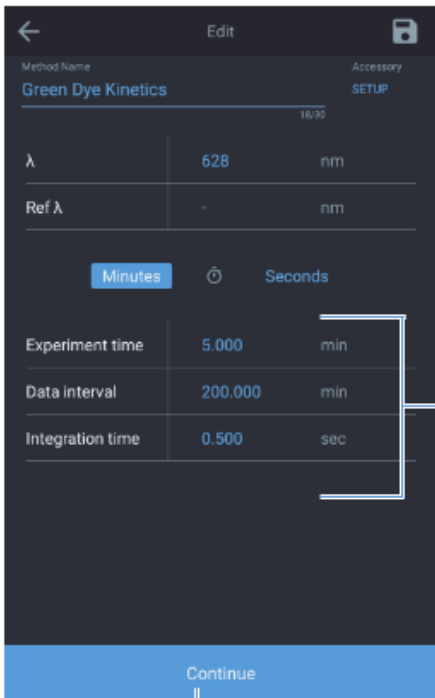 Edit
Method Name Accessory
Green Dye Kinetics SETUP
18/30
λ 628 nm
Ref λ - nm
Minutes Seconds
Experiment time 5.000 min
Data interval 200.000 min
Integration time 0.500 sec
Continue